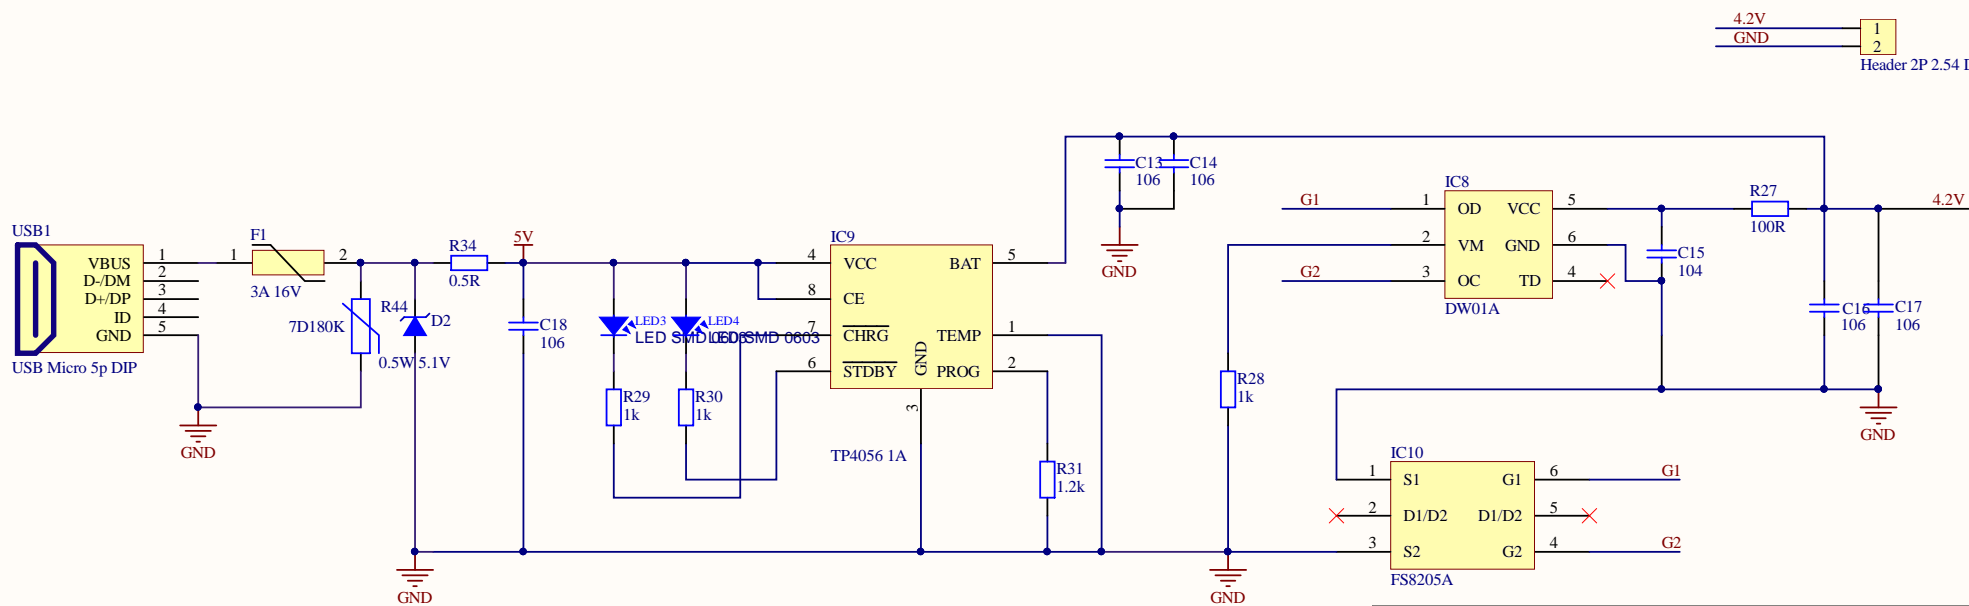 4.2V
GND
1
2
Header 2P 2.54 D
USB1
VBUS
D-/DM
D+/DP
ID
GND
1
2
3
4
5
USB Micro 5p DIP
GND
F1
1
2
3A 16V
7D180K
R44
D2
0.5W 5.1V
R34
0.5R
5V
C18
106
LED3
LED SMD 0603
LED4
LED SMD 0603
R29
1k
R30
1k
GND
IC9
4
VCC
8
CE
7
CHRG
6
STDBY
BAT
5
TEMP
1
PROG
2
GND
3
TP4056 1A
R31
1.2k
C13
106
C14
106
GND
G1
G2
IC8
1
OD
2
VM
3
OC
VCC
5
GND
6
TD
4
DW01A
R28
1k
GND
C15
104
R27
100R
4.2V
C16
106
C17
106
GND
IC10
1
S1
2
D1/D2
3
S2
G1
6
D1/D2
5
G2
4
FS8205A
G1
G2